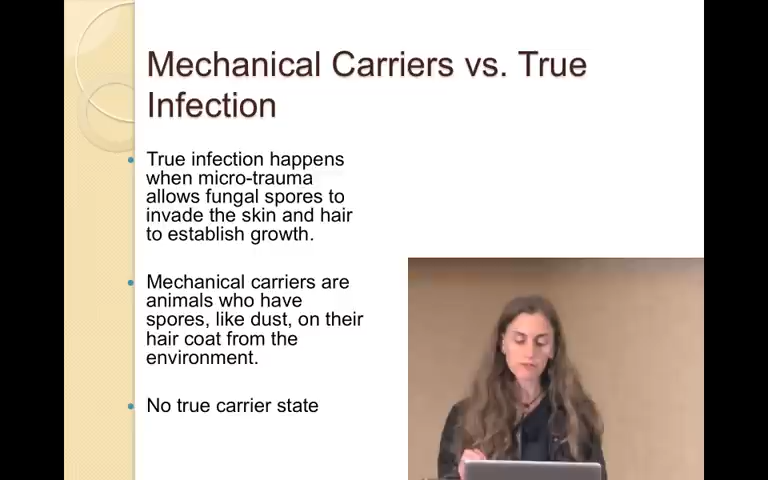 Mechanical Carriers vs. True
Infection
True infection happens
when micro-trauma
allows fungal spores to
invade the skin and hair
to establish growth.
Mechanical carriers are
animals who have
spores, like dust, on their
hair coat from the
environment.
No true carrier state